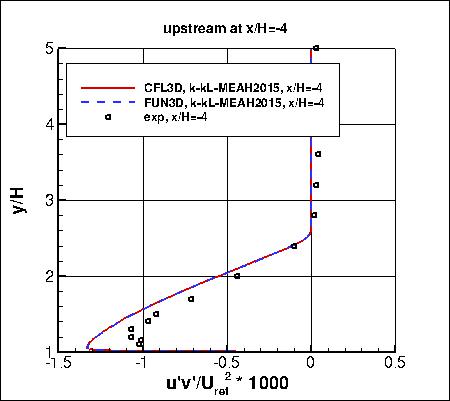 upstream at x/H=-4
5
CFL3D, k-kL-MEAH2015, x/H=-4
FUN3D, k-kL-MEAH2015, x/H=-4
exp, x/H=-4
4
y/H
3
2
1
-1.5 -1 -0.5 0 0.5
u'v'/U_ref^2 * 1000